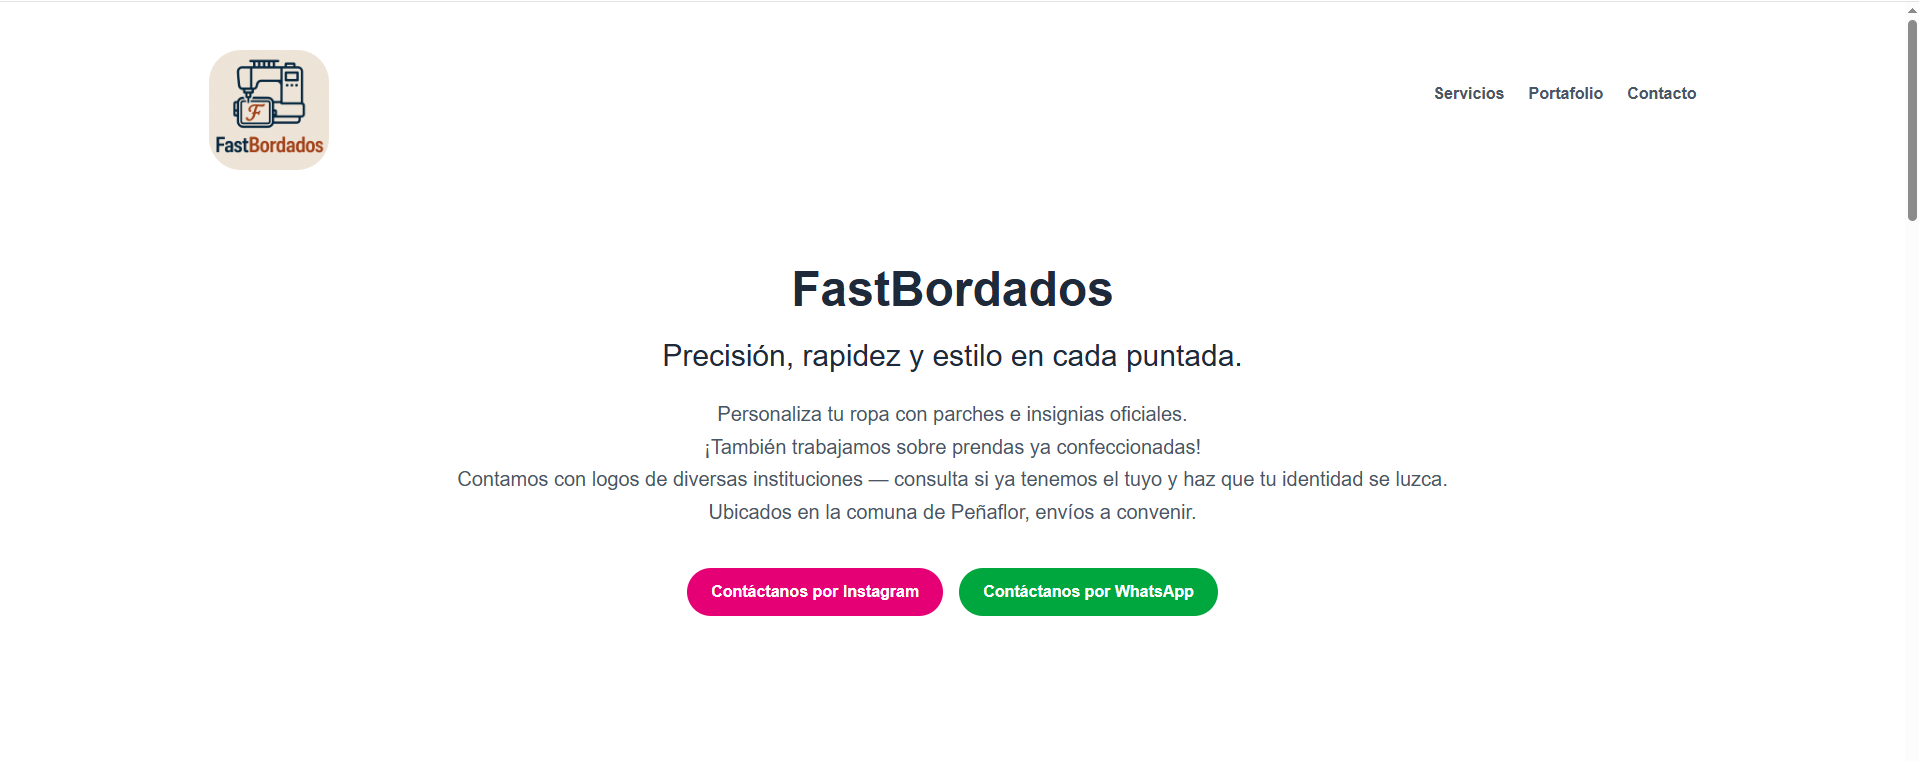 F
FastBordados
Servicios Portafolio Contacto
FastBordados
Precisión, rapidez y estilo en cada puntada.
Personaliza tu ropa con parches e insignias oficiales.
¡También trabajamos sobre prendas ya confeccionadas!
Contamos con logos de diversas instituciones — consulta si ya tenemos el tuyo y haz que tu identidad se luzca.
Ubicados en la comuna de Peñaflor, envíos a convenir.
Contáctanos por Instagram Contáctanos por WhatsApp